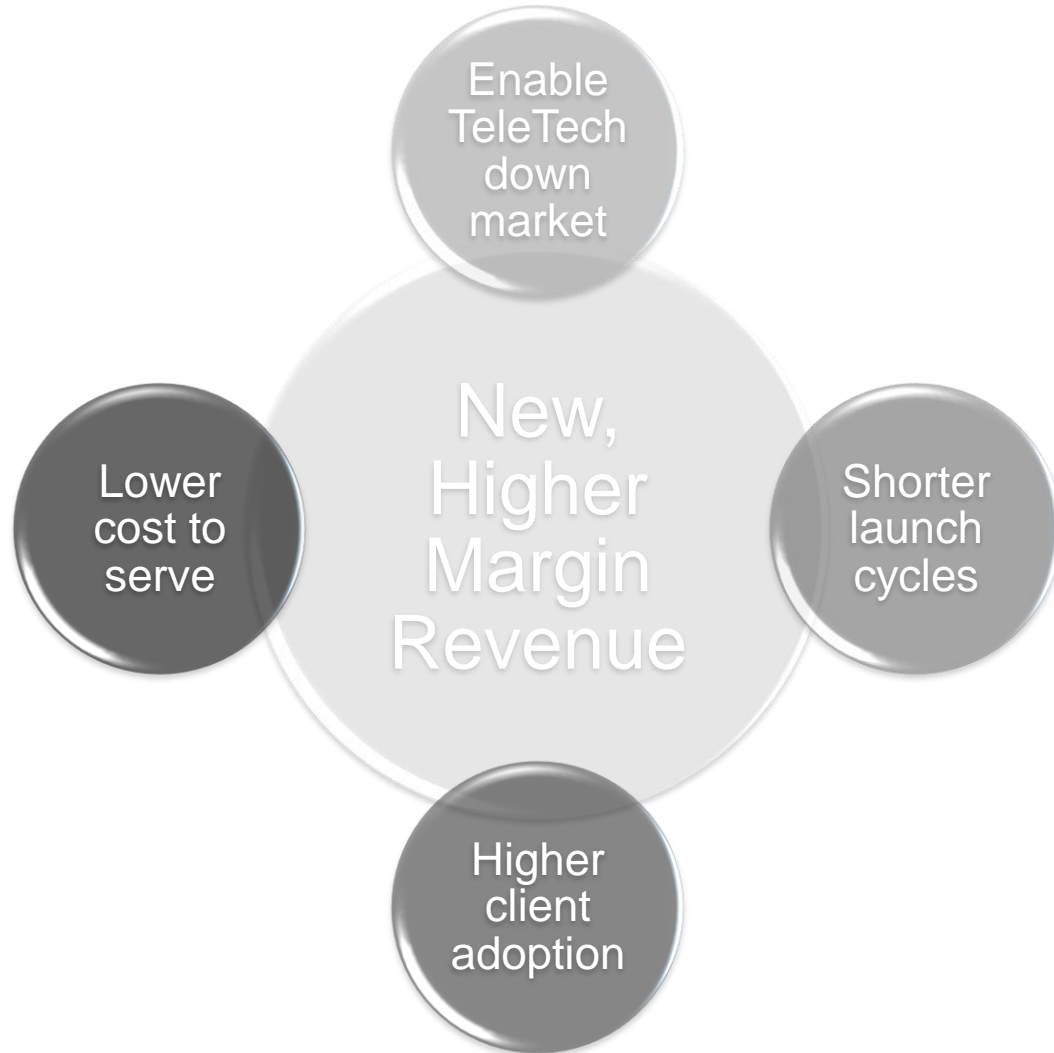 Enable
TeleTech
down
market
New,
Higher
Margin
Revenue
Lower
cost to
serve
Shorter
launch
cycles
Higher
client
adoption